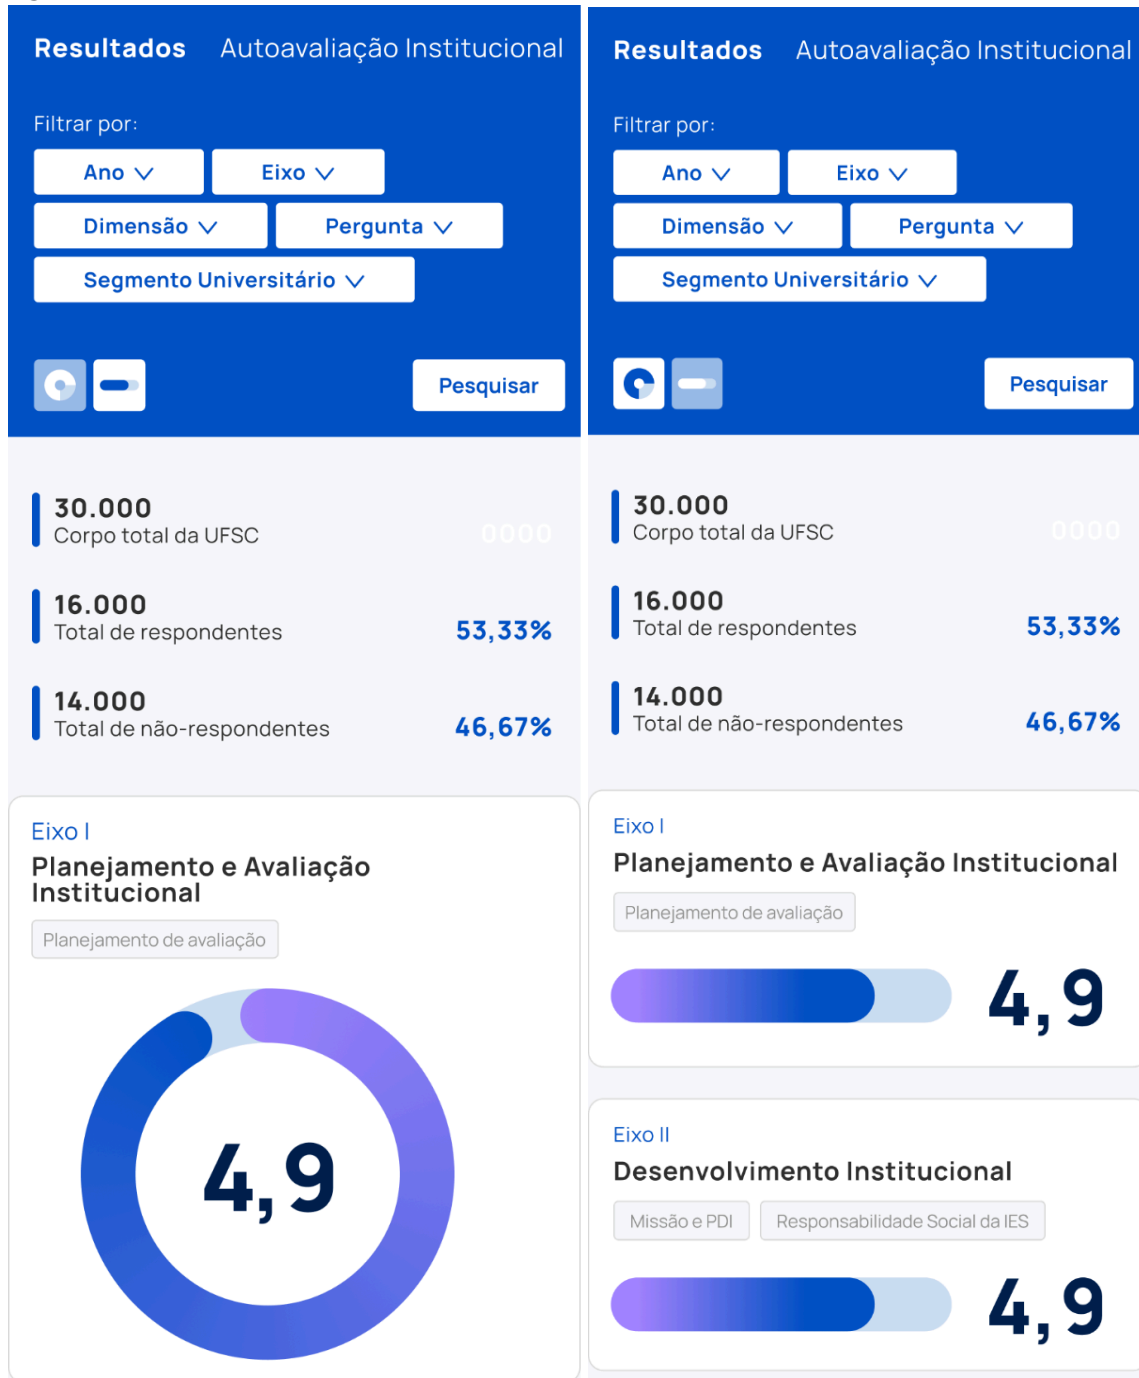 Resultados Autoavaliação Institucional
Filtrar por:
Ano Eixo
Dimensão Pergunta
Segmento Universitário
Pesquisar
30.000
Corpo total da UFSC
0000
16.000
Total de respondentes
53,33%
14.000
Total de não-respondentes
46,67%
Eixo I
Planejamento e Avaliação
Institucional
Planejamento de avaliação
4,9
Resultados Autoavaliação Institucional
Filtrar por:
Ano Eixo
Dimensão Pergunta
Segmento Universitário
Pesquisar
30.000
Corpo total da UFSC
0000
16.000
Total de respondentes
53,33%
14.000
Total de não-respondentes
46,67%
Eixo I
Planejamento e Avaliação Institucional
Planejamento de avaliação
4,9
Eixo II
Desenvolvimento Institucional
Missão e PDI Responsabilidade Social da IES
4,9